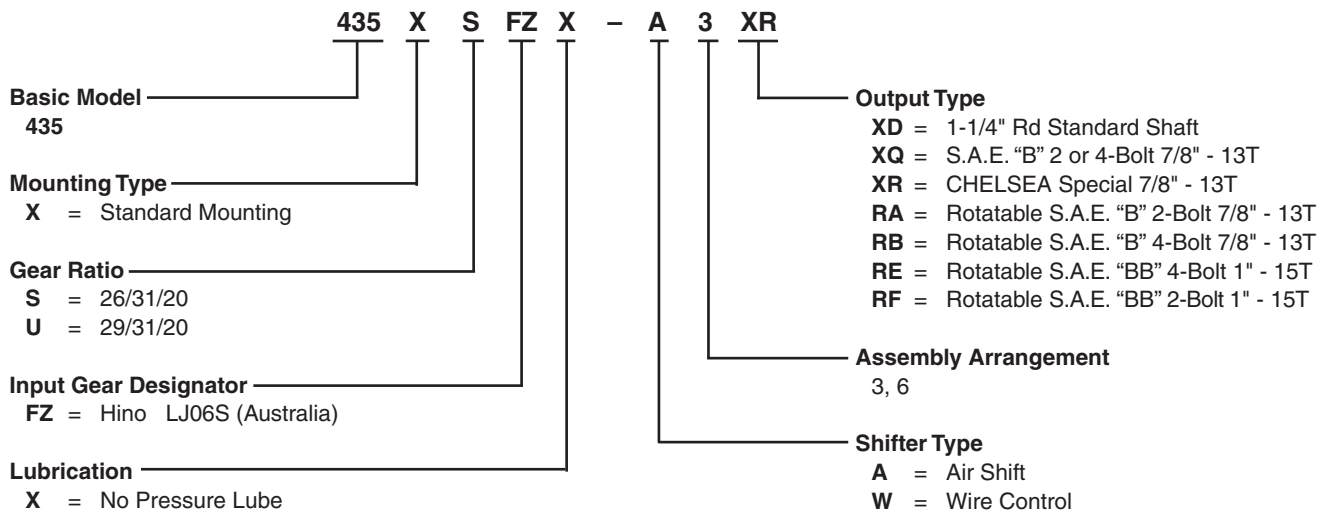 435 X S FZ X – A 3 XR
Basic Model
435
Mounting Type
X = Standard Mounting
Gear Ratio
S = 26/31/20
U = 29/31/20
Input Gear Designator
FZ = Hino LJ06S (Australia)
Lubrication
X = No Pressure Lube
Output Type
XD = 1-1/4" Rd Standard Shaft
XQ = S.A.E. “B” 2 or 4-Bolt 7/8" - 13T
XR = CHELSEA Special 7/8" - 13T
RA = Rotatable S.A.E. “B” 2-Bolt 7/8" - 13T
RB = Rotatable S.A.E. “B” 4-Bolt 7/8" - 13T
RE = Rotatable S.A.E. “BB” 4-Bolt 1" - 15T
RF = Rotatable S.A.E. “BB” 2-Bolt 1" - 15T
Assembly Arrangement
3, 6
Shifter Type
A = Air Shift
W = Wire Control